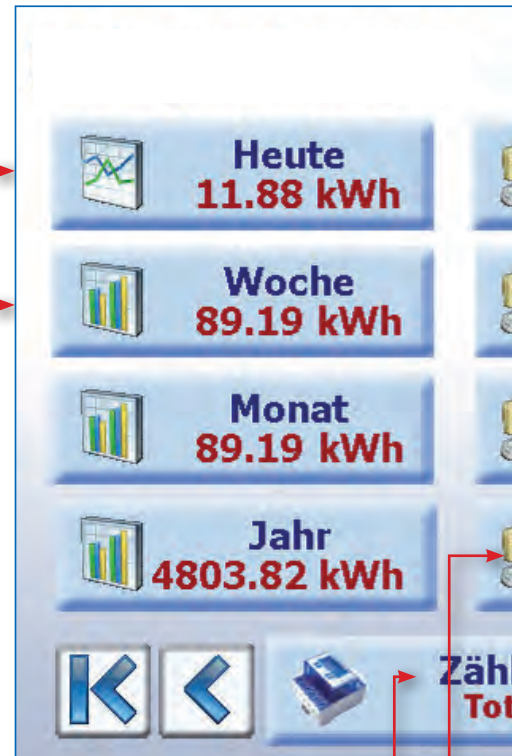 Heute
11.88 kWh
Woche
89.19 kWh
Monat
89.19 kWh
Jahr
4803.82 kWh